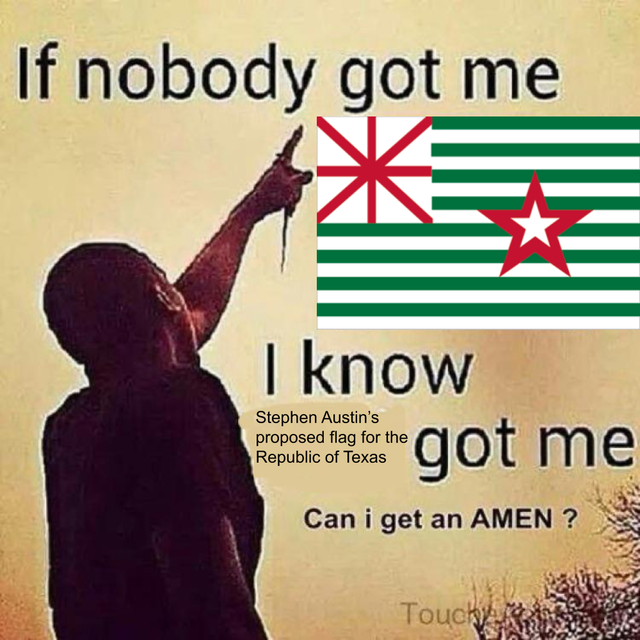 If nobody got me
I know
Stephen Austin's
proposed flag for the
Republic of Texas
got me
Can i get an AMEN ?